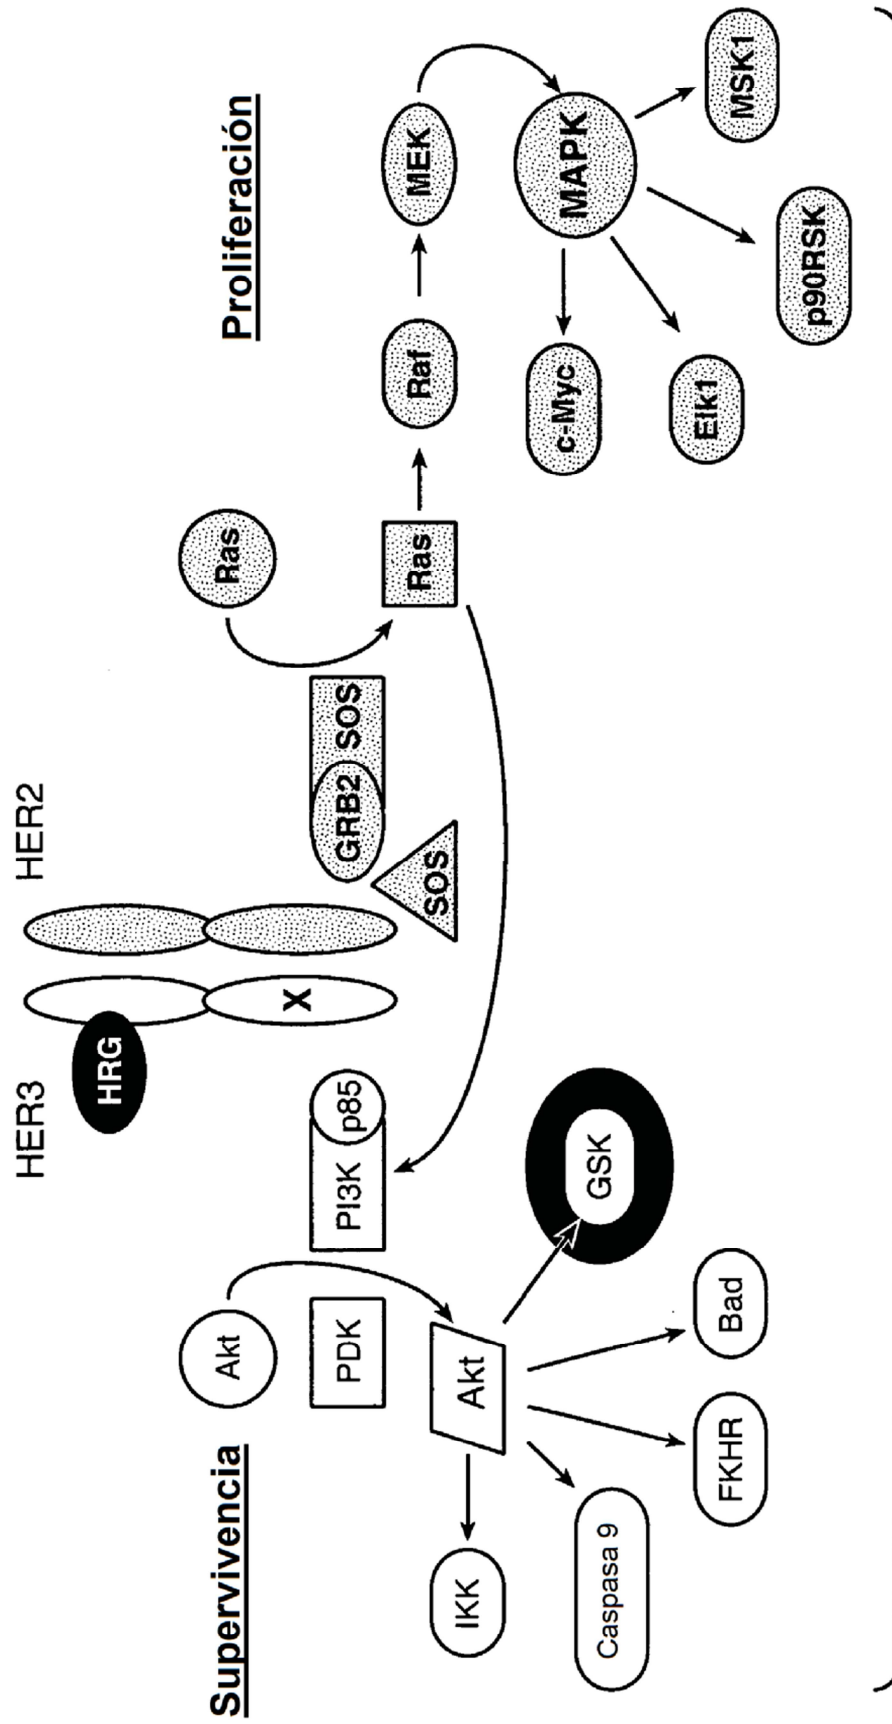 HER3
HER2
HRG
X
Supervivencia
Proliferación
Akt
PDK
PI3K
p85
GRB2
SOS
SOS
Ras
Ras
Raf
MEK
Akt
IKK
Caspasa 9
FKHR
Bad
GSK
MAPK
c-Myc
Elk1
p90RSK
MSK1